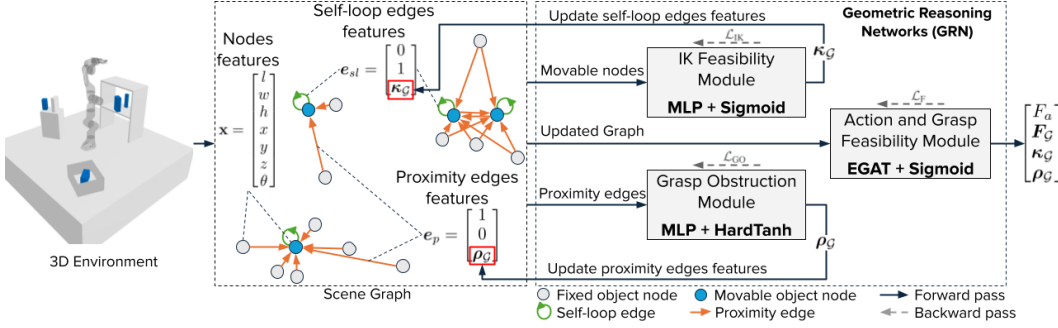 Self-loop edges
features
Nodes
features
x = [l w h x y z θ]
e_sl = [0 1 κ_G]
Proximity edges
features
e_p = [1 0 ρ_G]
3D Environment
Scene Graph
Update self-loop edges features
Movable nodes
Updated Graph
Proximity edges
Update proximity edges features
Geometric Reasoning
Networks (GRN)
L_IK
IK Feasibility
Module
MLP + Sigmoid
κ_G
L_GO
Grasp Obstruction
Module
MLP + HardTanh
ρ_G
L_F
Action and Grasp
Feasibility Module
EGAT + Sigmoid
[F_a F_G κ_G ρ_G]
Fixed object node
Movable object node
Forward pass
Self-loop edge
Proximity edge
Backward pass